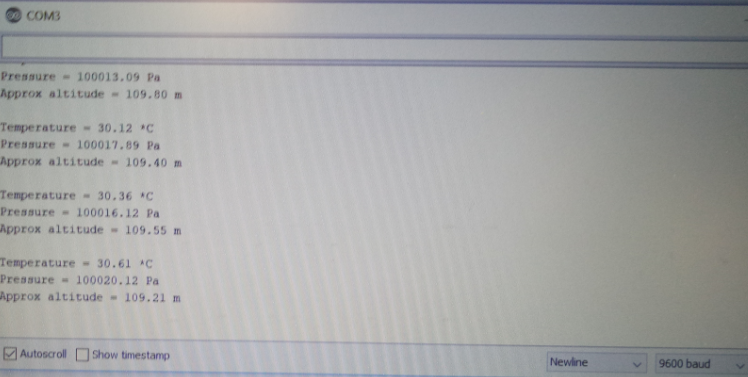 COM3
Pressure = 100013.09 Pa
Approx altitude = 109.80 m
Temperature = 30.12 *C
Pressure = 100017.89 Pa
Approx altitude = 109.40 m
Temperature = 30.36 *C
Pressure = 100016.12 Pa
Approx altitude = 109.55 m
Temperature = 30.61 *C
Pressure = 100020.12 Pa
Approx altitude = 109.21 m
Autoscroll Show timestamp Newline 9600 baud